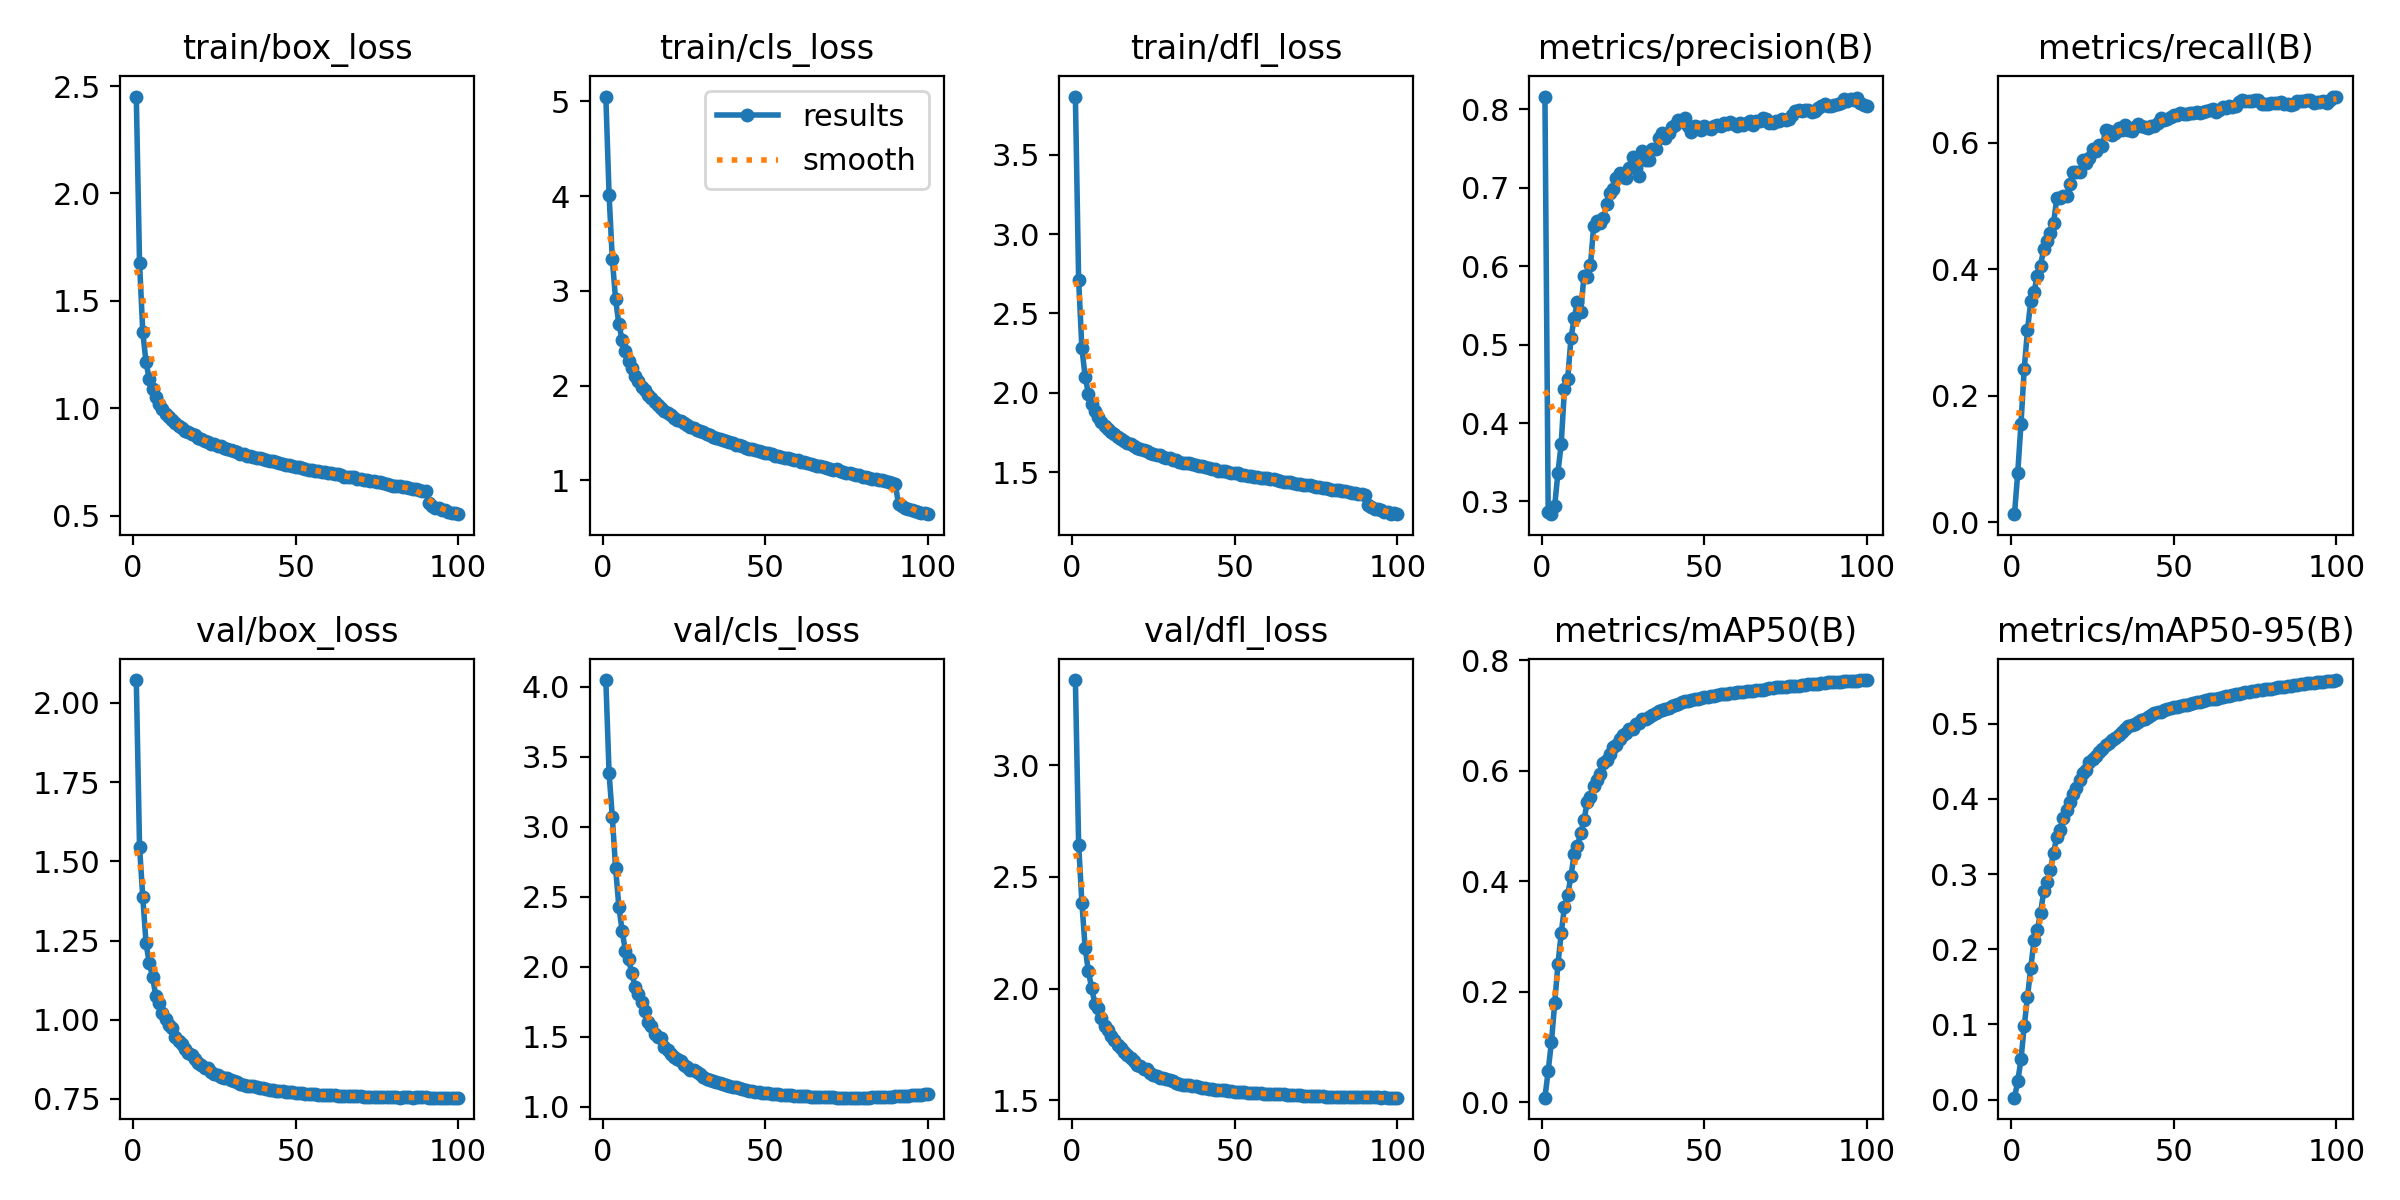 train/box_loss
2.5
2.0
1.5
1.0
0.5
0 50 100
train/cls_loss
results
smooth
5
4
3
2
1
0 50 100
train/dfl_loss
3.5
3.0
2.5
2.0
1.5
0 50 100
metrics/precision(B)
0.8
0.7
0.6
0.5
0.4
0.3
0 50 100
metrics/recall(B)
0.6
0.4
0.2
0.0
0 50 100
val/box_loss
2.00
1.75
1.50
1.25
1.00
0.75
0 50 100
val/cls_loss
4.0
3.5
3.0
2.5
2.0
1.5
1.0
0 50 100
val/dfl_loss
3.0
2.5
2.0
1.5
0 50 100
metrics/mAP50(B)
0.8
0.6
0.4
0.2
0.0
0 50 100
metrics/mAP50-95(B)
0.5
0.4
0.3
0.2
0.1
0.0
0 50 100